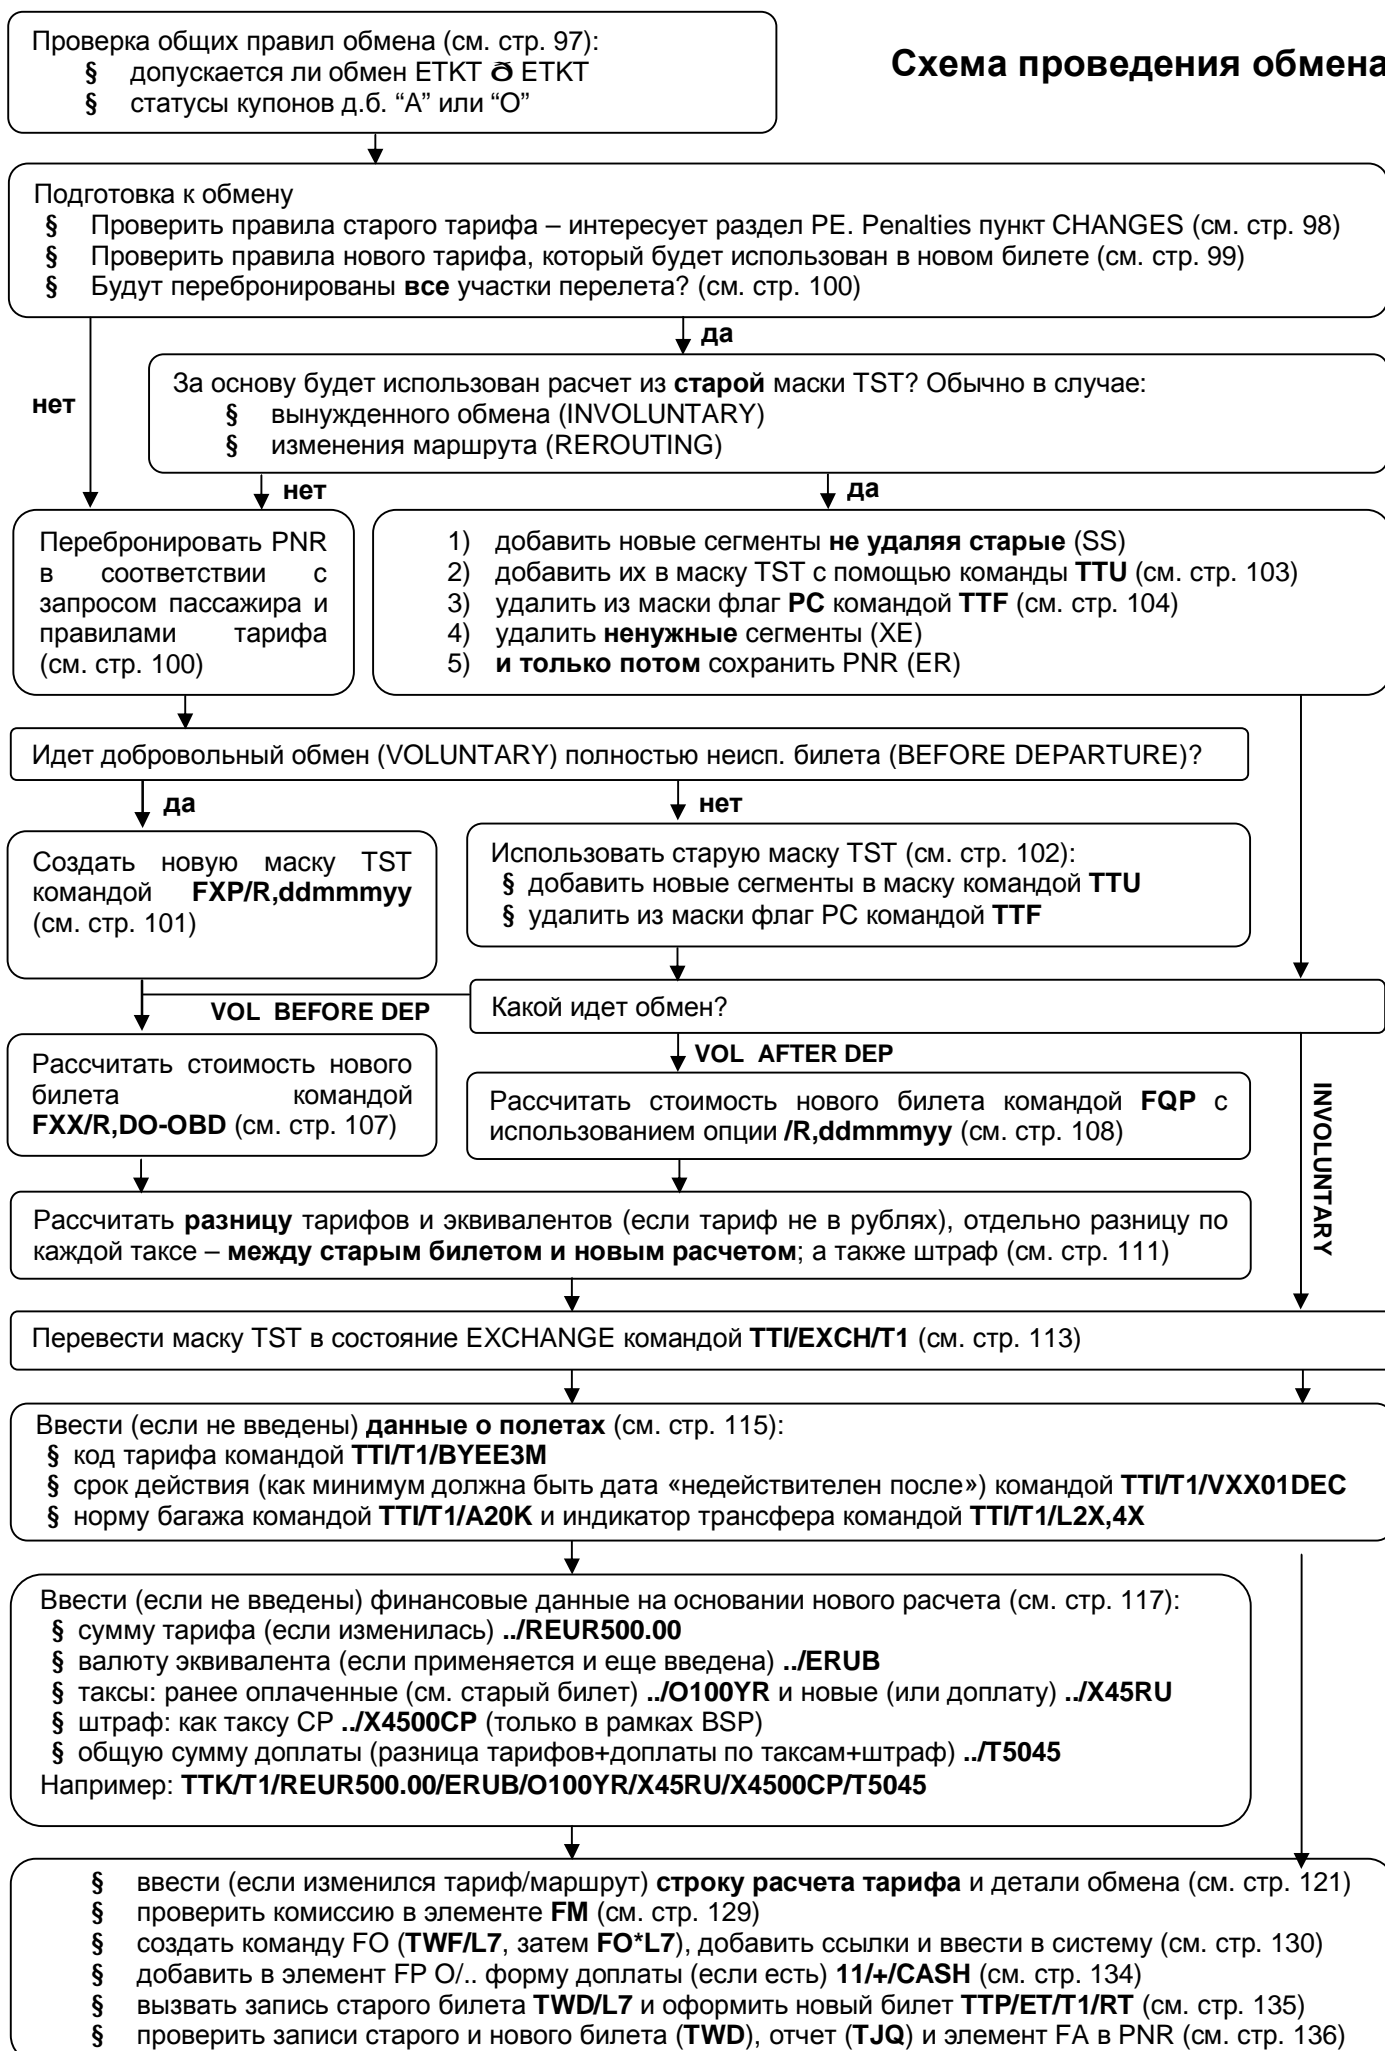 Схема проведения обмена
Проверка общих правил обмена (см. стр. 97):
§ допускается ли обмен ETKT ð ETKT
§ статусы купонов д.б. “A” или “O”
Подготовка к обмену
§ Проверить правила старого тарифа – интересует раздел PE. Penalties пункт CHANGES (см. стр. 98)
§ Проверить правила нового тарифа, который будет использован в новом билете (см. стр. 99)
§ Будут перебронированы все участки перелета? (см. стр. 100)
да
нет
За основу будет использован расчет из старой маски TST? Обычно в случае:
§ вынужденного обмена (INVOLUNTARY)
§ изменения маршрута (REROUTING)
нет
да
Перебронировать PNR
в соответствии с
запросом пассажира и
правилами тарифа
(см. стр. 100)
1) добавить новые сегменты не удаляя старые (SS)
2) добавить их в маску TST с помощью команды TTU (см. стр. 103)
3) удалить из маски флаг PC командой TTF (см. стр. 104)
4) удалить ненужные сегменты (XE)
5) и только потом сохранить PNR (ER)
Идет добровольный обмен (VOLUNTARY) полностью неисп. билета (BEFORE DEPARTURE)?
да
нет
Создать новую маску TST
командой FXP/R,ddmmmyy
(см. стр. 101)
Использовать старую маску TST (см. стр. 102):
§ добавить новые сегменты в маску командой TTU
§ удалить из маски флаг PC командой TTF
VOL BEFORE DEP
Какой идет обмен?
VOL AFTER DEP
Рассчитать стоимость нового
билета командой
FXX/R,DO-OBD (см. стр. 107)
Рассчитать стоимость нового билета командой FQP с
использованием опции /R,ddmmmyy (см. стр. 108)
INVOLUNTARY
Рассчитать разницу тарифов и эквивалентов (если тариф не в рублях), отдельно разницу по
каждой таксе – между старым билетом и новым расчетом; а также штраф (см. стр. 111)
Перевести маску TST в состояние EXCHANGE командой TTI/EXCH/T1 (см. стр. 113)
Ввести (если не введены) данные о полетах (см. стр. 115):
§ код тарифа командой TTI/T1/BYEE3M
§ срок действия (как минимум должна быть дата «недействителен после») командой TTI/T1/VXX01DEC
§ норму багажа командой TTI/T1/A20K и индикатор трансфера командой TTI/T1/L2X,4X
Ввести (если не введены) финансовые данные на основании нового расчета (см. стр. 117):
§ сумму тарифа (если изменилась) ../REUR500.00
§ валюту эквивалента (если применяется и еще введена) ../ERUB
§ таксы: ранее оплаченные (см. старый билет) ../O100YR и новые (или доплату) ../X45RU
§ штраф: как таксу CP ../X4500CP (только в рамках BSP)
§ общую сумму доплаты (разница тарифов+доплаты по таксам+штраф) ../T5045
Например: TTK/T1/REUR500.00/ERUB/O100YR/X45RU/X4500CP/T5045
§ ввести (если изменился тариф/маршрут) строку расчета тарифа и детали обмена (см. стр. 121)
§ проверить комиссию в элементе FM (см. стр. 129)
§ создать команду FO (TWF/L7, затем FO*L7), добавить ссылки и ввести в систему (см. стр. 130)
§ добавить в элемент FP O/.. форму доплаты (если есть) 11/+/CASH (см. стр. 134)
§ вызвать запись старого билета TWD/L7 и оформить новый билет TTP/ET/T1/RT (см. стр. 135)
§ проверить записи старого и нового билета (TWD), отчет (TJQ) и элемент FA в PNR (см. стр. 136)